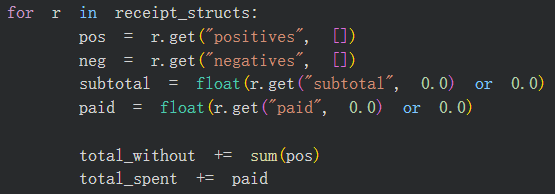 for r in receipt_structs:
pos = r.get("positives", [])
neg = r.get("negatives", [])
subtotal = float(r.get("subtotal", 0.0) or 0.0)
paid = float(r.get("paid", 0.0) or 0.0)
total_without += sum(pos)
total_spent += paid